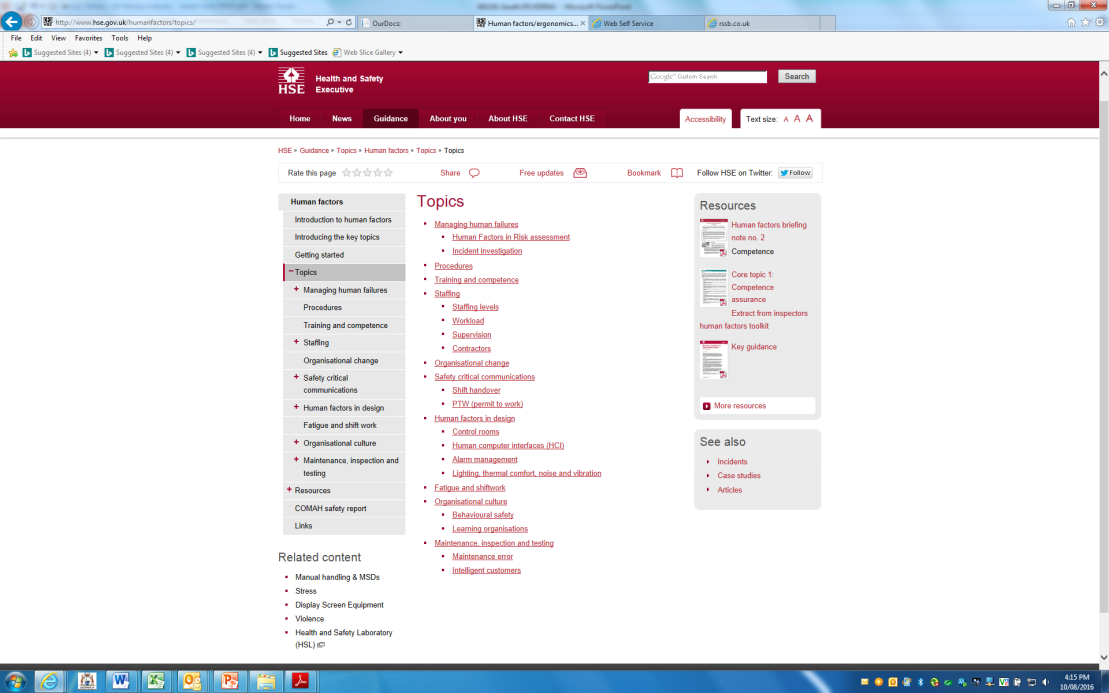 http://www.hse.gov.uk/humanfactors/topics/
OurDocs
Human factors/ergonomics...
Web Self Service
rssb.co.uk
File Edit View Favorites Tools Help
Suggested Sites (4) Suggested Sites (4) Suggested Sites (4) Suggested Sites Web Slice Gallery
HSE
Health and Safety
Executive
Google™ Custom Search
Search
Home News Guidance About you About HSE Contact HSE
Accessibility
Text size: A A A
HSE Guidance Topics Human factors Topics Topics
Rate this page Share Free updates Bookmark Follow HSE on Twitter: Follow
Human factors
Introduction to human factors
Introducing the key topics
Getting started
− Topics
+ Managing human failures
Procedures
Training and competence
+ Staffing
Organisational change
+ Safety critical
communications
+ Human factors in design
Fatigue and shift work
+ Organisational culture
+ Maintenance, inspection and
testing
+ Resources
COMAH safety report
Links
Related content
Manual handling & MSDs
Stress
Display Screen Equipment
Violence
Health and Safety Laboratory
(HSL)
Topics
Managing human failures
Human Factors in Risk assessment
Incident investigation
Procedures
Training and competence
Staffing
Staffing levels
Workload
Supervision
Contractors
Organisational change
Safety critical communications
Shift handover
PTW (permit to work)
Human factors in design
Control rooms
Human computer interfaces (HCI)
Alarm management
Lighting, thermal comfort, noise and vibration
Fatigue and shiftwork
Organisational culture
Behavioural safety
Learning organisations
Maintenance, inspection and testing
Maintenance error
Intelligent customers
Resources
Human factors briefing
note no. 2
Competence
Core topic 1:
Competence
assurance
Extract from inspectors
human factors toolkit
Key guidance
More resources
See also
Incidents
Case studies
Articles
4:15 PM
10/08/2016